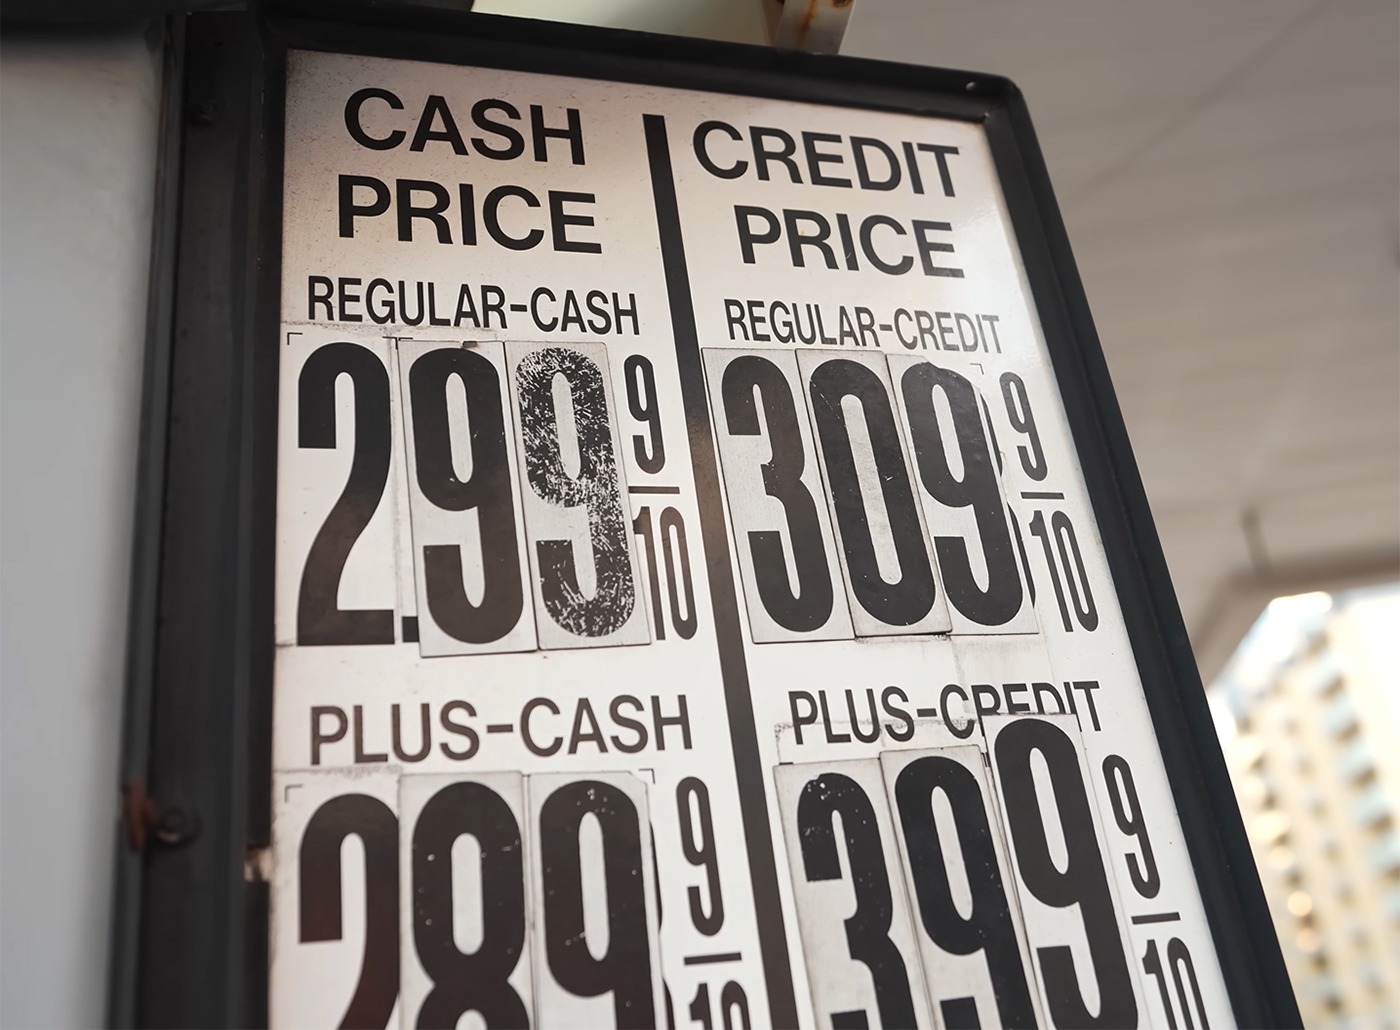 CASH
PRICE
REGULAR-CASH
2.99 9/10
PLUS-CASH
289 9/10
CREDIT
PRICE
REGULAR-CREDIT
309 9/10
PLUS-CREDIT
399 9/10